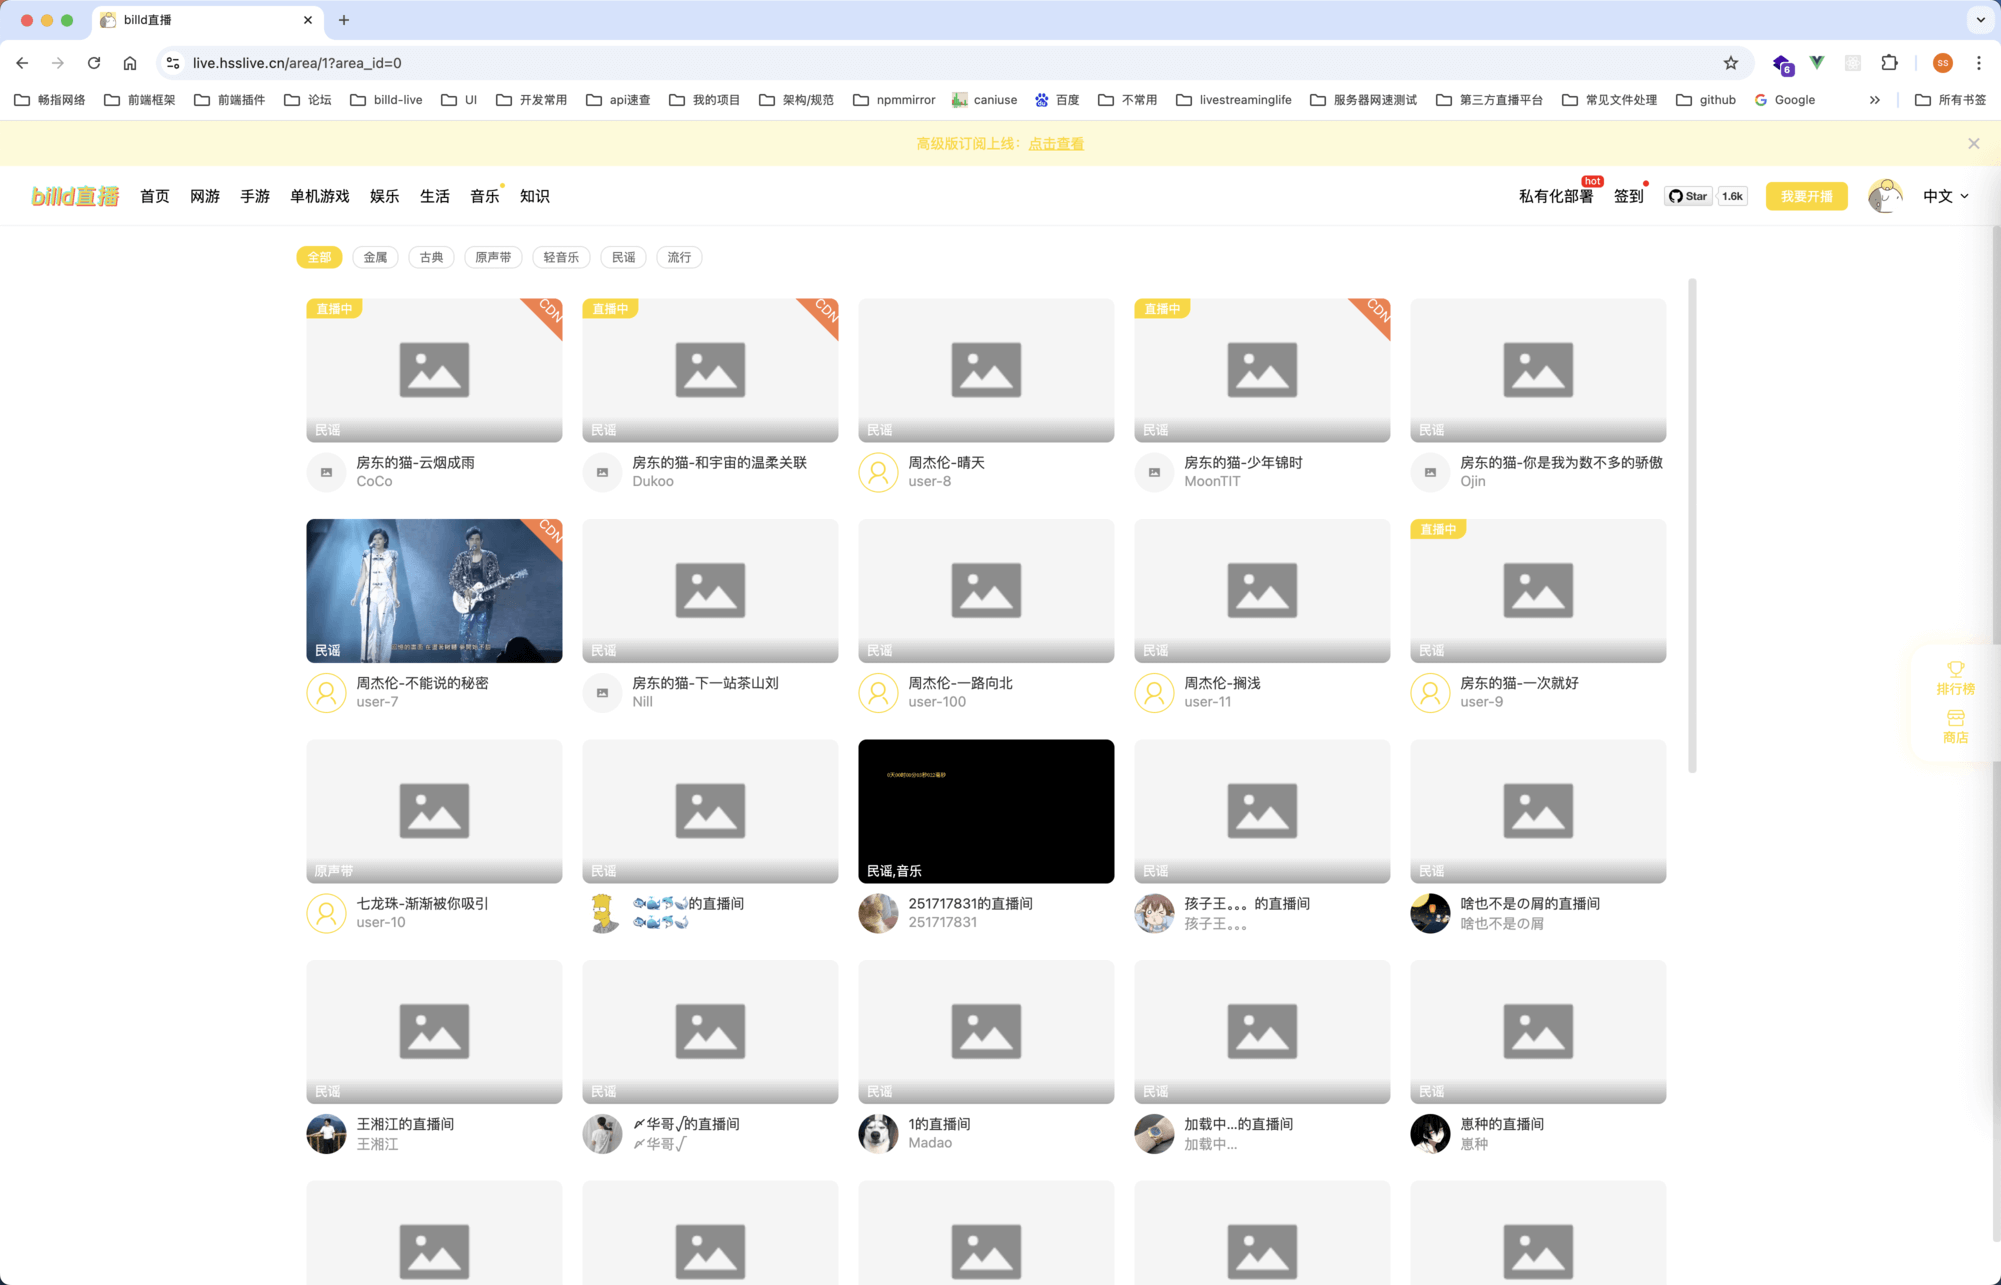 billd直播
live.hsslive.cn/area/1?area_id=0
畅指网络 前端框架 前端插件 论坛 billd-live UI 开发常用 api速查 我的项目 架构/规范 npmmirror caniuse 百度 不常用 livestreaminglife 服务器网速测试 第三方直播平台 常见文件处理 github Google 所有书签
6
ss
高级版订阅上线：点击查看
billd直播 首页 网游 手游 单机游戏 娱乐 生活 音乐 知识 私有化部署 hot 签到 Star 1.6k 我要开播 中文
全部 金属 古典 原声带 轻音乐 民谣 流行
直播中 CDN 直播中 CDN 直播中 CDN
民谣 民谣 民谣 民谣 民谣
房东的猫-云烟成雨 房东的猫-和宇宙的温柔关联 周杰伦-晴天 房东的猫-少年锦时 房东的猫-你是我为数不多的骄傲
CoCo Dukoo user-8 MoonTIT Ojin
CDN 直播中
民谣 民谣 民谣 民谣 民谣
周杰伦-不能说的秘密 房东的猫-下一站茶山刘 周杰伦-一路向北 周杰伦-搁浅 房东的猫-一次就好
user-7 Nill user-100 user-11 user-9
排行榜
商店
原声带 民谣 民谣,音乐 民谣 民谣
七龙珠-渐渐被你吸引 🐟🐳🐬🐋的直播间 251717831的直播间 孩子王。。。的直播间 啥也不是の屑的直播间
user-10 🐟🐳🐬🐋 251717831 孩子王。。。 啥也不是の屑
民谣 民谣 民谣 民谣 民谣
王湘江的直播间 〆华哥√的直播间 1的直播间 加载中...的直播间 崽种的直播间
王湘江 〆华哥√ Madao 加载中... 崽种